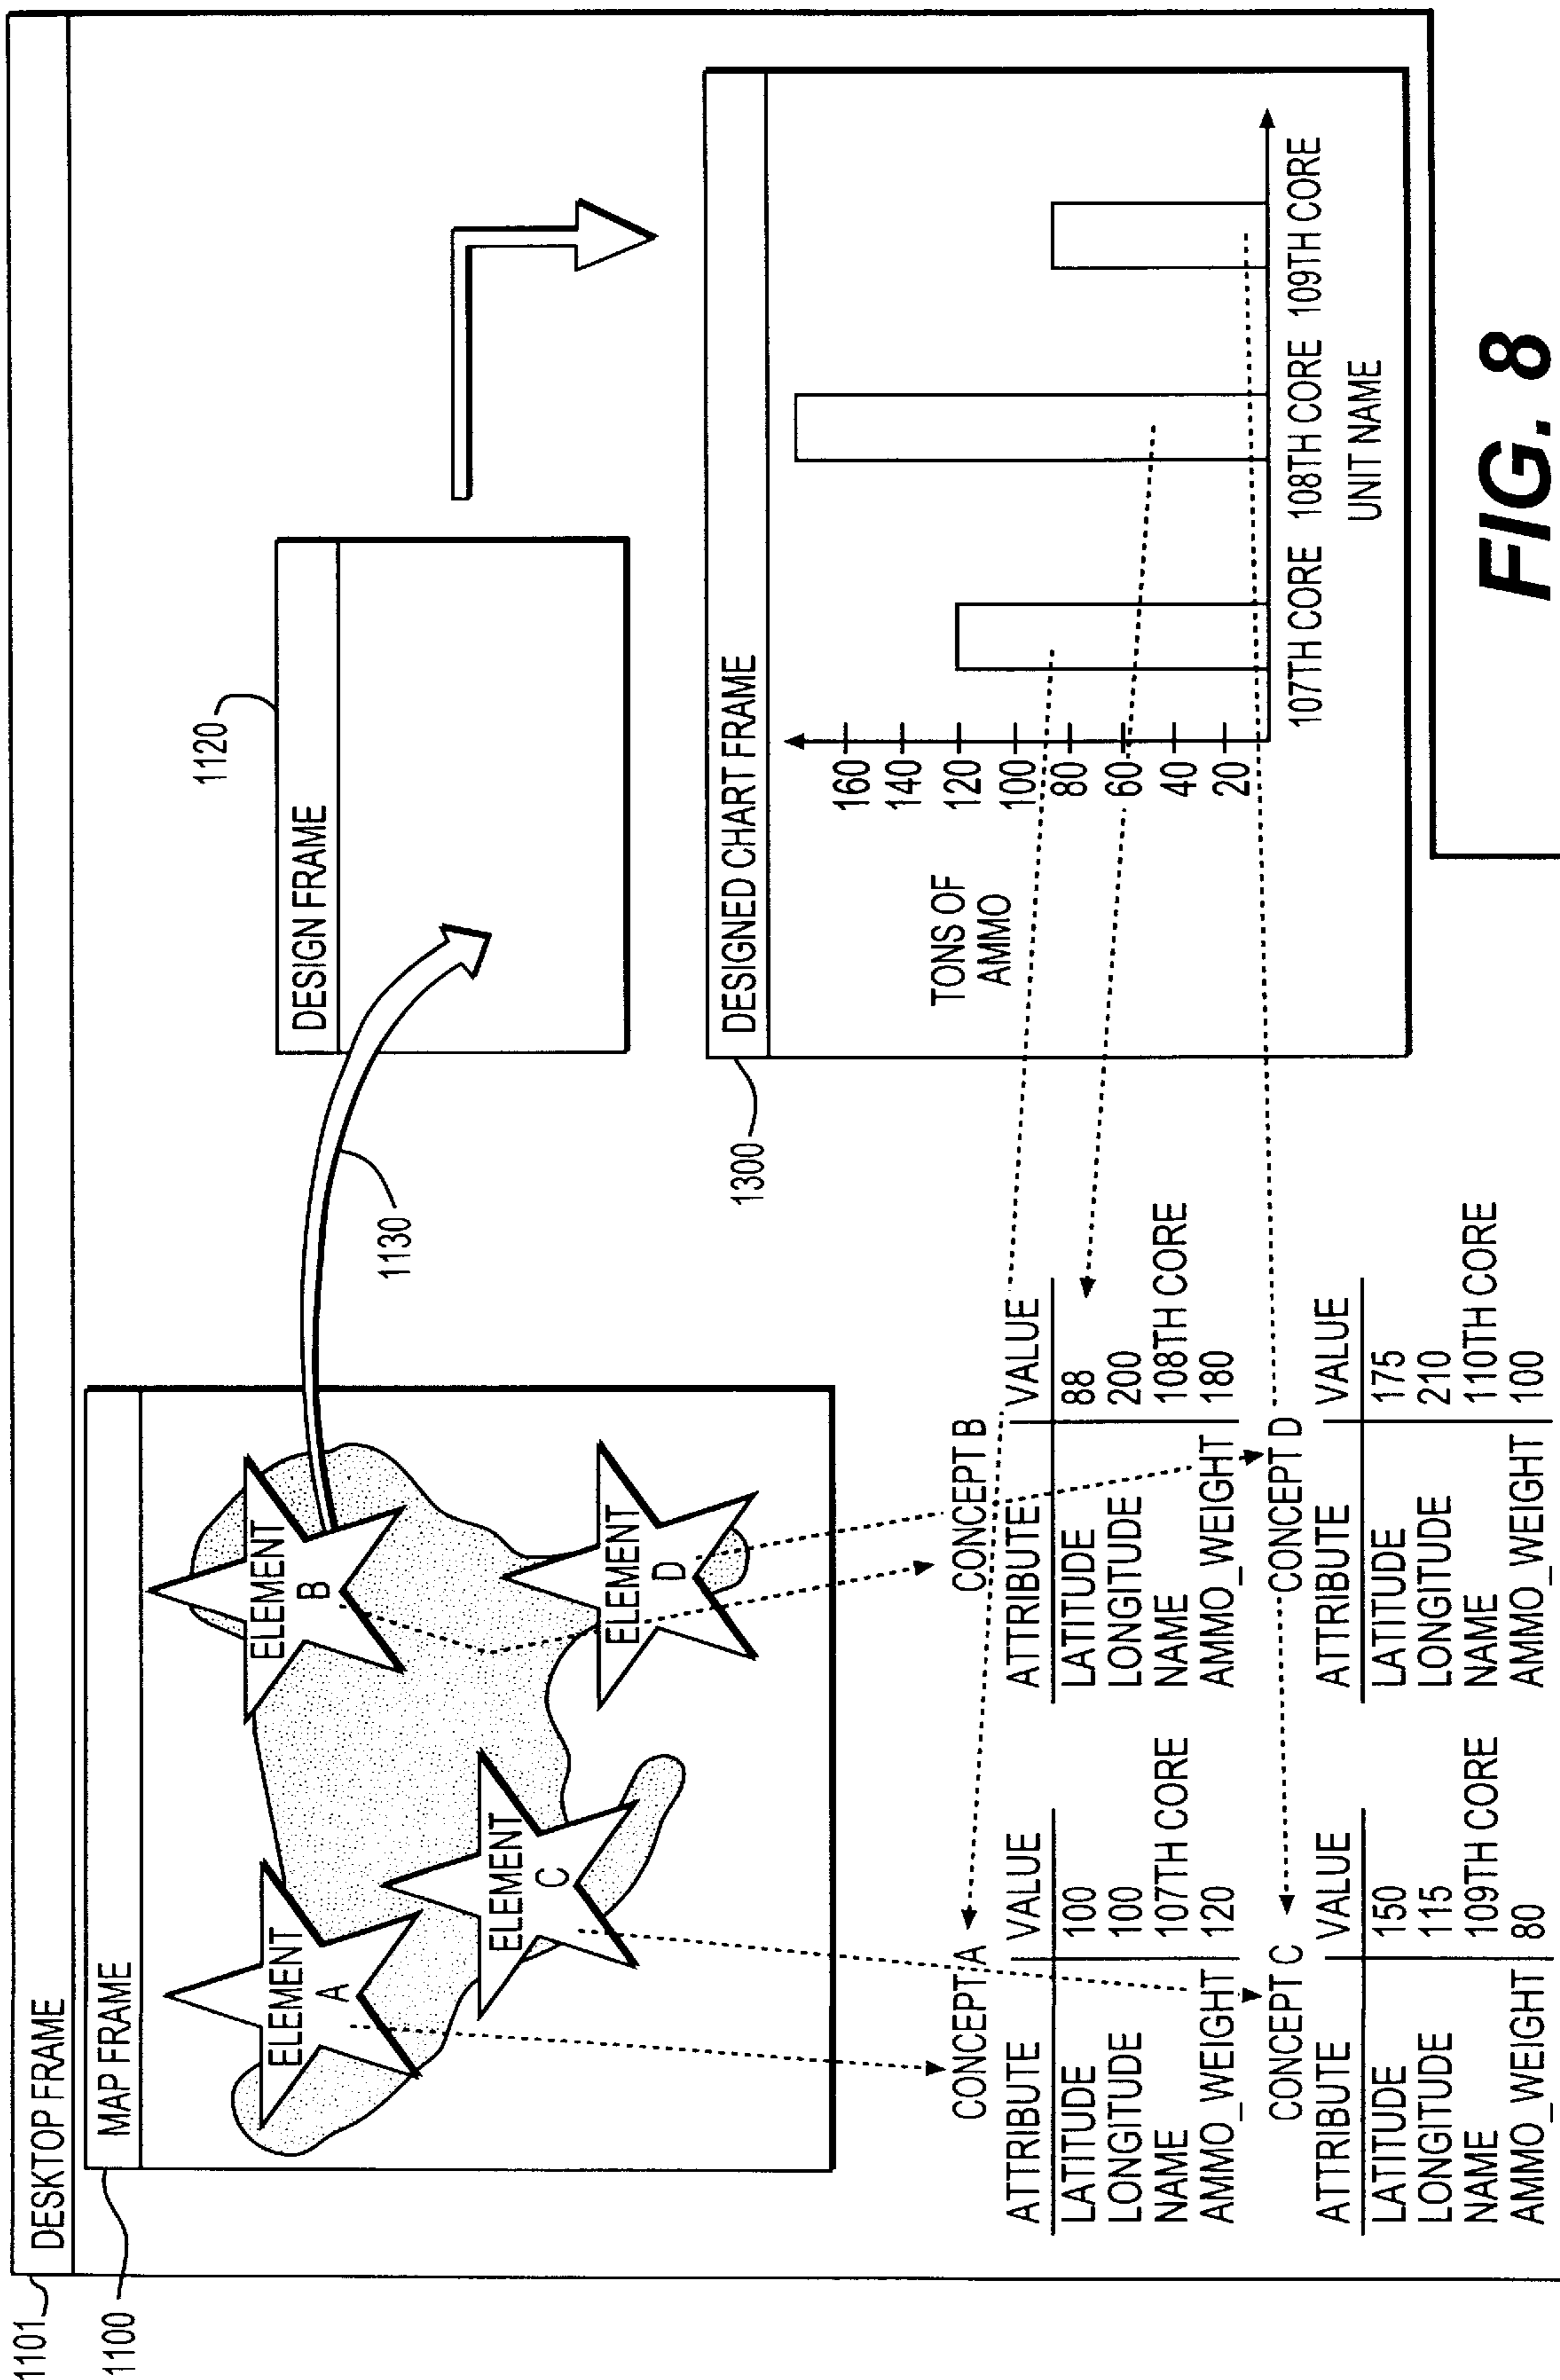 1101
DESKTOP FRAME
1100
MAP FRAME
ELEMENT
A
ELEMENT
B
ELEMENT
C
ELEMENT
D
1130
1120
DESIGN FRAME
1300
DESIGNED CHART FRAME
TONS OF
AMMO
160
140
120
100
80
60
40
20
107TH CORE 108TH CORE 109TH CORE
UNIT NAME
CONCEPT A
ATTRIBUTE VALUE
LATITUDE 100
LONGITUDE 100
NAME 107TH CORE
AMMO_WEIGHT 120
CONCEPT B
ATTRIBUTE VALUE
LATITUDE 88
LONGITUDE 200
NAME 108TH CORE
AMMO_WEIGHT 180
CONCEPT C
ATTRIBUTE VALUE
LATITUDE 150
LONGITUDE 115
NAME 109TH CORE
AMMO_WEIGHT 80
CONCEPT D
ATTRIBUTE VALUE
LATITUDE 175
LONGITUDE 210
NAME 110TH CORE
AMMO_WEIGHT 100
FIG. 8